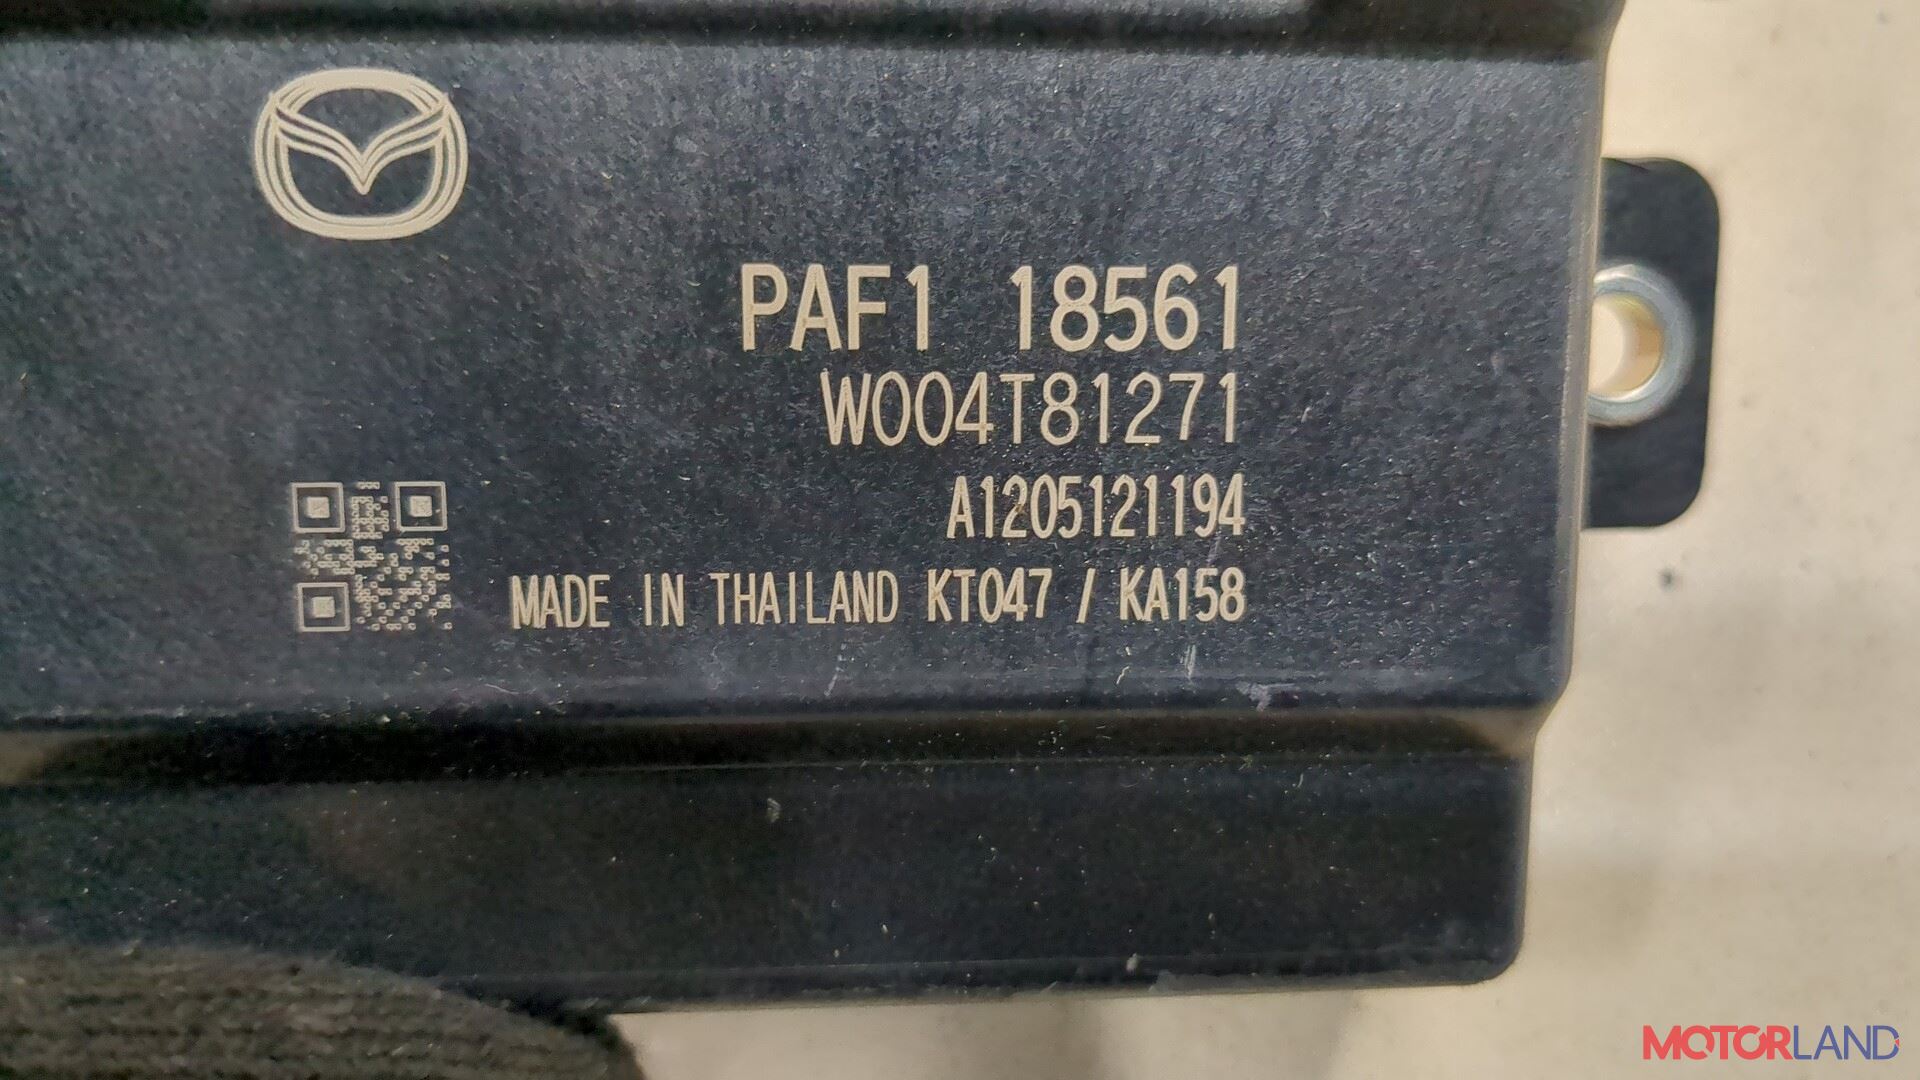 PAF1 18561
W004T81271
A1205121194
MADE IN THAILAND KT047 / KA158
MOTORLAND